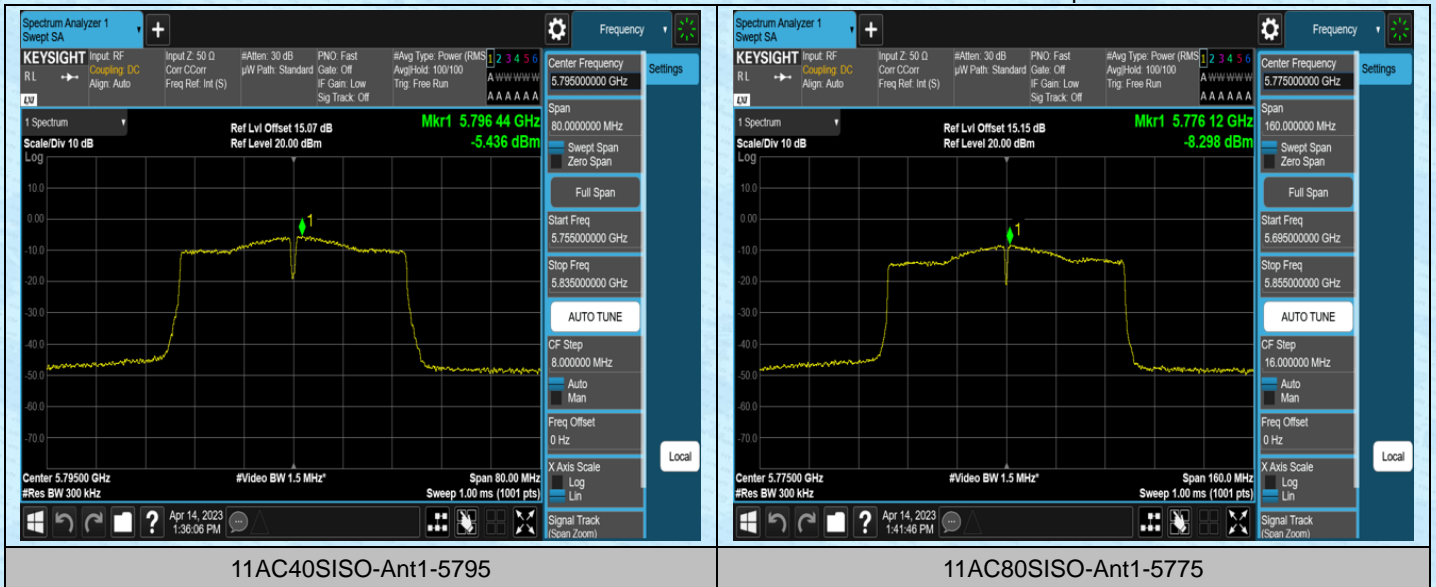 Spectrum Analyzer 1
Swept SA
Frequency
KEYSIGHT
Input: RF
Coupling: DC
Align: Auto
Input Z: 50 Ω
Corr CCorr
Freq Ref: Int (S)
#Atten: 30 dB
µW Path: Standard
PNO: Fast
Gate: Off
IF Gain: Low
Sig Track: Off
#Avg Type: Power (RMS
Avg|Hold: 100/100
Trig: Free Run
1 2 3 4 5 6
A W W W W W
A A A A A A
R L
LXI
1 Spectrum
Scale/Div 10 dB
Log
Ref Lvl Offset 15.07 dB
Ref Level 20.00 dBm
Mkr1 5.796 44 GHz
-5.436 dBm
10.0
0.00
-10.0
-20.0
-30.0
-40.0
-50.0
-60.0
-70.0
1
Center 5.79500 GHz
#Res BW 300 kHz
#Video BW 1.5 MHz*
Span 80.00 MHz
Sweep 1.00 ms (1001 pts)
Center Frequency
5.795000000 GHz
Settings
Span
80.0000000 MHz
Swept Span
Zero Span
Full Span
Start Freq
5.755000000 GHz
Stop Freq
5.835000000 GHz
AUTO TUNE
CF Step
8.000000 MHz
Auto
Man
Freq Offset
0 Hz
X Axis Scale
Log
Lin
Local
Signal Track
(Span Zoom)
?
Apr 14, 2023
1:36:06 PM
11AC40SISO-Ant1-5795
Spectrum Analyzer 1
Swept SA
Frequency
KEYSIGHT
Input: RF
Coupling: DC
Align: Auto
Input Z: 50 Ω
Corr CCorr
Freq Ref: Int (S)
#Atten: 30 dB
µW Path: Standard
PNO: Fast
Gate: Off
IF Gain: Low
Sig Track: Off
#Avg Type: Power (RMS
Avg|Hold: 100/100
Trig: Free Run
1 2 3 4 5 6
A W W W W W
A A A A A A
R L
LXI
1 Spectrum
Scale/Div 10 dB
Log
Ref Lvl Offset 15.15 dB
Ref Level 20.00 dBm
Mkr1 5.776 12 GHz
-8.298 dBm
10.0
0.00
-10.0
-20.0
-30.0
-40.0
-50.0
-60.0
-70.0
1
Center 5.77500 GHz
#Res BW 300 kHz
#Video BW 1.5 MHz*
Span 160.0 MHz
Sweep 1.00 ms (1001 pts)
Center Frequency
5.775000000 GHz
Settings
Span
160.000000 MHz
Swept Span
Zero Span
Full Span
Start Freq
5.695000000 GHz
Stop Freq
5.855000000 GHz
AUTO TUNE
CF Step
16.000000 MHz
Auto
Man
Freq Offset
0 Hz
X Axis Scale
Log
Lin
Local
Signal Track
(Span Zoom)
?
Apr 14, 2023
1:41:46 PM
11AC80SISO-Ant1-5775